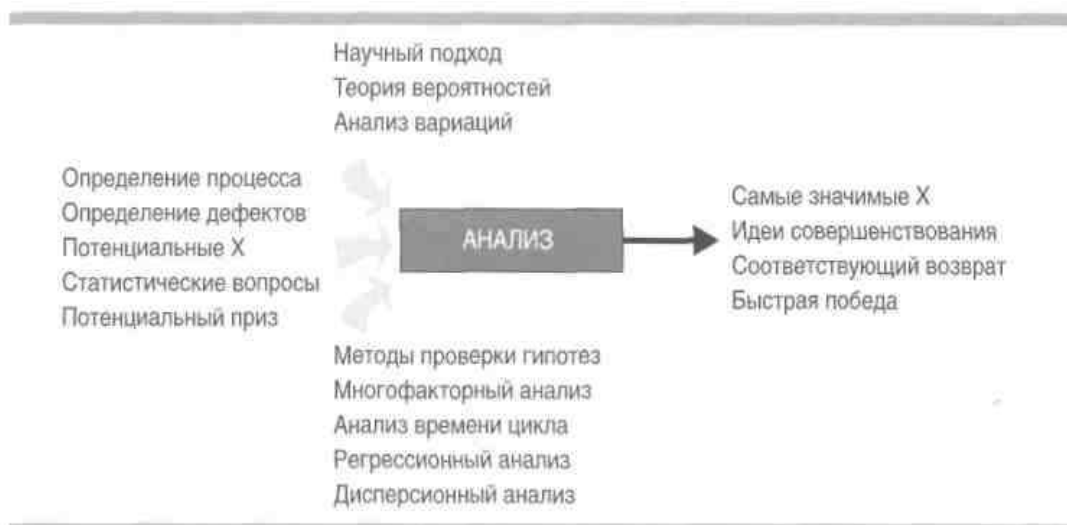 Научный подход
Теория вероятностей
Анализ вариаций
Определение процесса
Определение дефектов
Потенциальные X
Статистические вопросы
Потенциальный приз
АНАЛИЗ
Самые значимые X
Идеи совершенствования
Соответствующий возврат
Быстрая победа
Методы проверки гипотез
Многофакторный анализ
Анализ времени цикла
Регрессионный анализ
Дисперсионный анализ